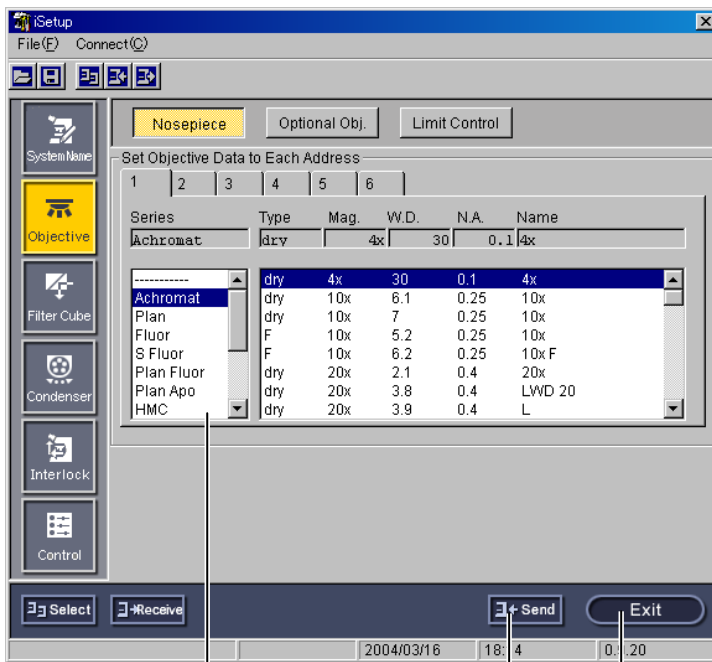 iSetup
File(F) Connect(C)
System Name
Objective
Filter Cube
Condenser
Interlock
Control
Nosepiece Optional Obj. Limit Control
Set Objective Data to Each Address
1 2 3 4 5 6
Series Type Mag. W.D. N.A. Name
Achromat dry 4x 30 0.1 4x
-----------
Achromat
Plan
Fluor
S Fluor
Plan Fluor
Plan Apo
HMC
dry 4x 30 0.1 4x
dry 10x 6.1 0.25 10x
dry 10x 7 0.25 10x
F 10x 5.2 0.25 10x
F 10x 6.2 0.25 10x F
dry 20x 2.1 0.4 20x
dry 20x 3.8 0.4 LWD 20
dry 20x 3.9 0.4 L
Select Receive Send Exit
2004/03/16